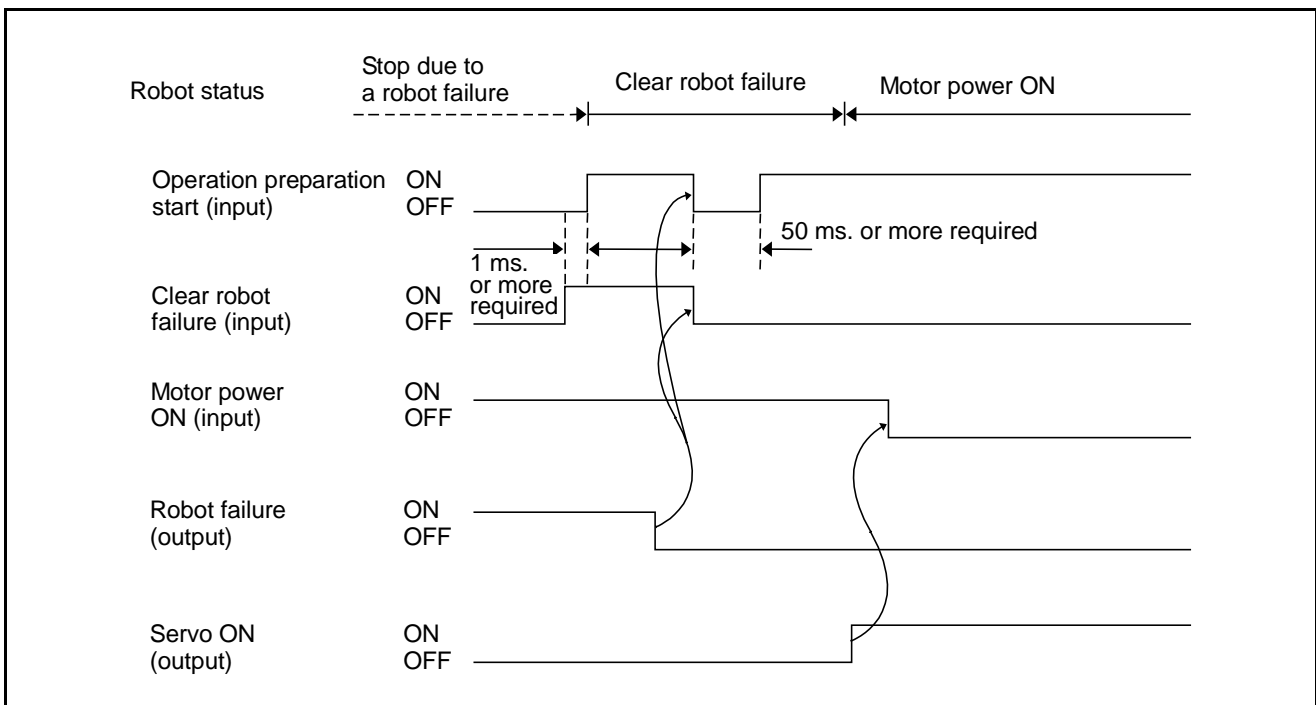 Robot status
Stop due to
a robot failure
Clear robot failure
Motor power ON
Operation preparation
start (input)
ON
OFF
50 ms. or more required
1 ms.
or more
required
Clear robot
failure (input)
ON
OFF
Motor power
ON (input)
ON
OFF
Robot failure
(output)
ON
OFF
Servo ON
(output)
ON
OFF